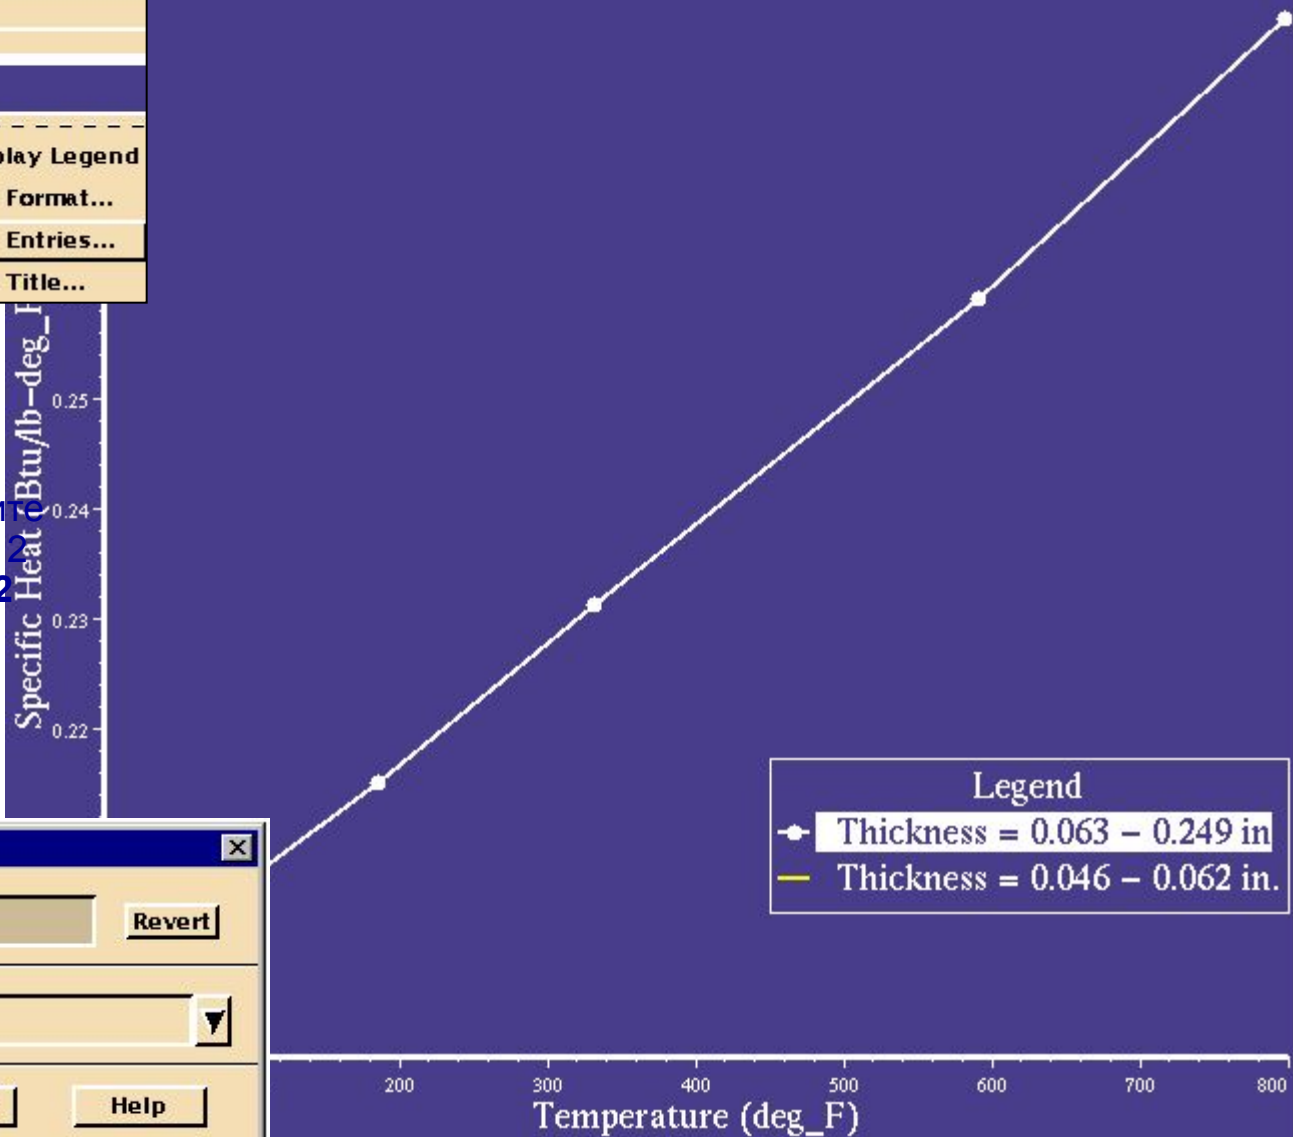 Legend
Format...
Entries...
Title...
Specific Heat (Btu/lb-deg_F
0.25
0.24
0.23
0.22
2
2
Legend
Thickness = 0.063 – 0.249 in
Thickness = 0.046 – 0.062 in.
Revert
Help
200 300 400 500 600 700 800
Temperature (deg_F)